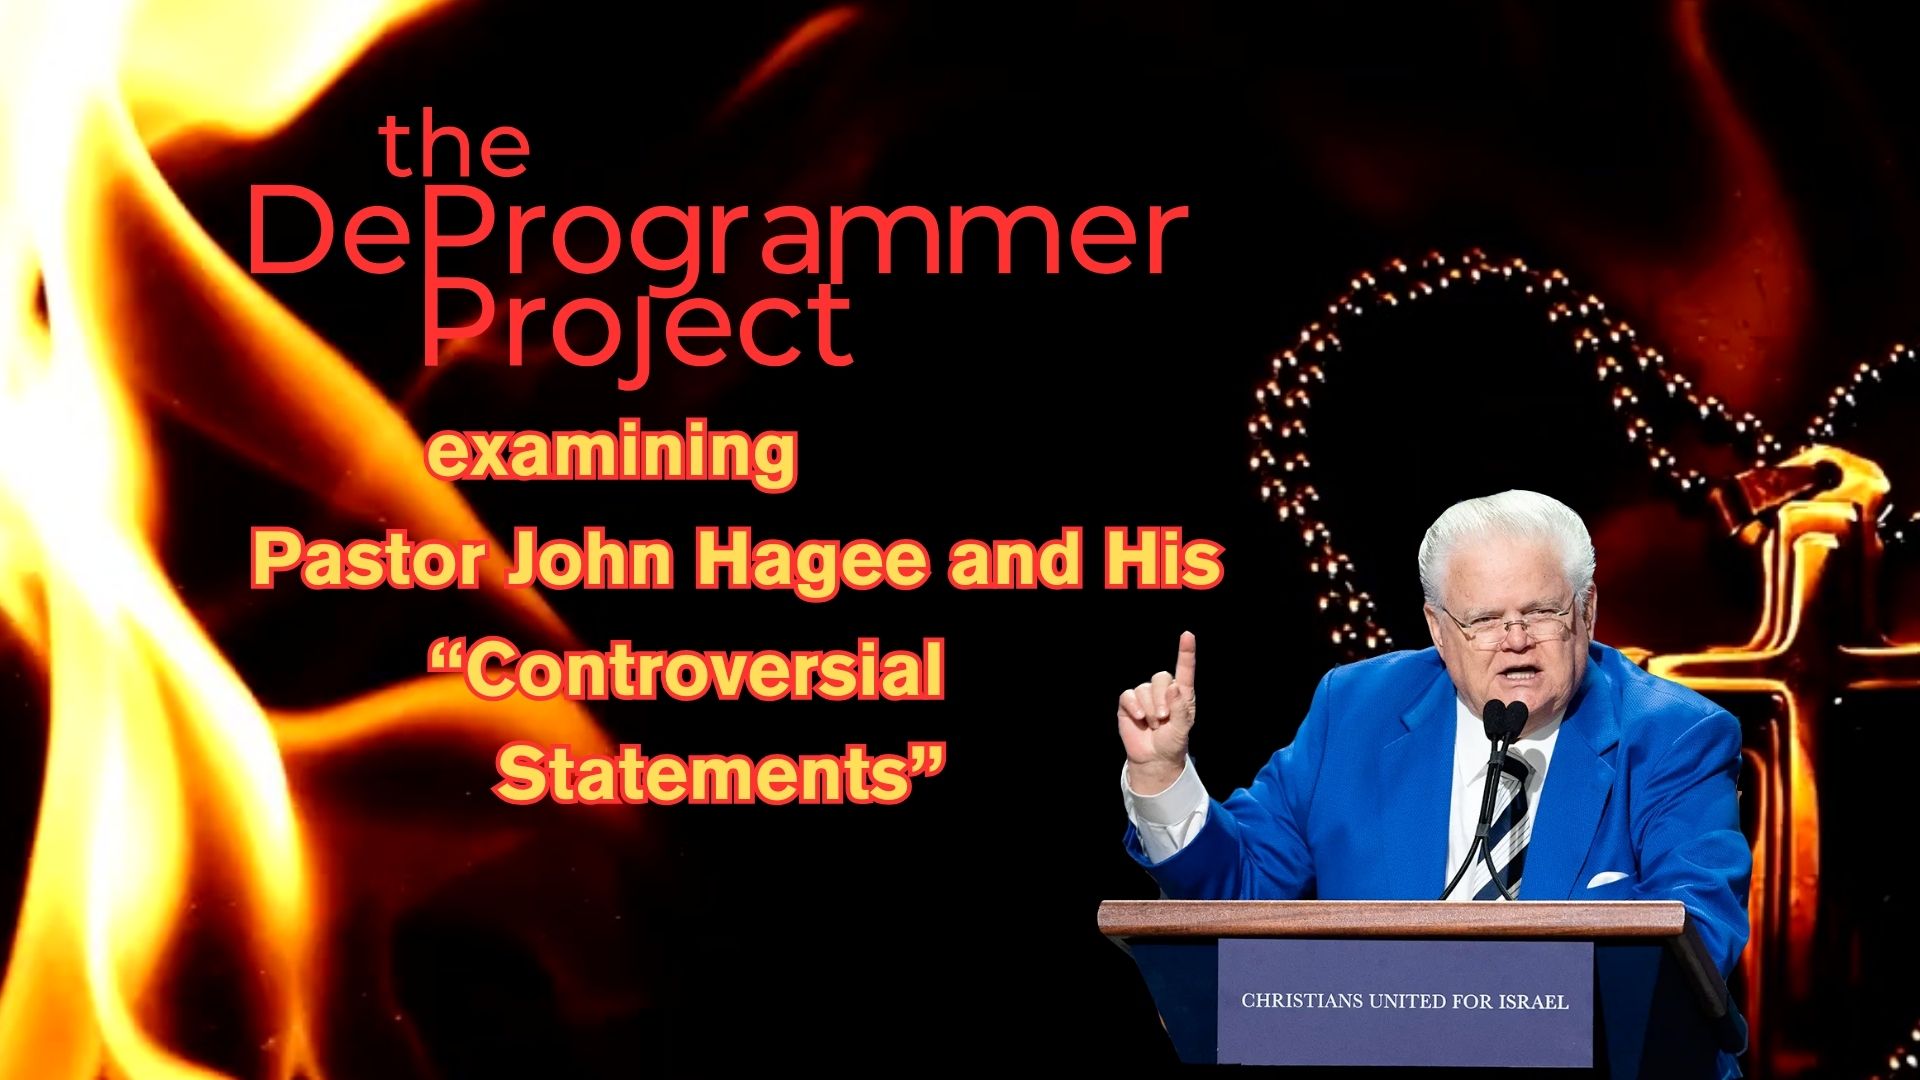 the
DeProgrammer
Project
examining
Pastor John Hagee and His
“Controversial
Statements”
CHRISTIANS UNITED FOR ISRAEL